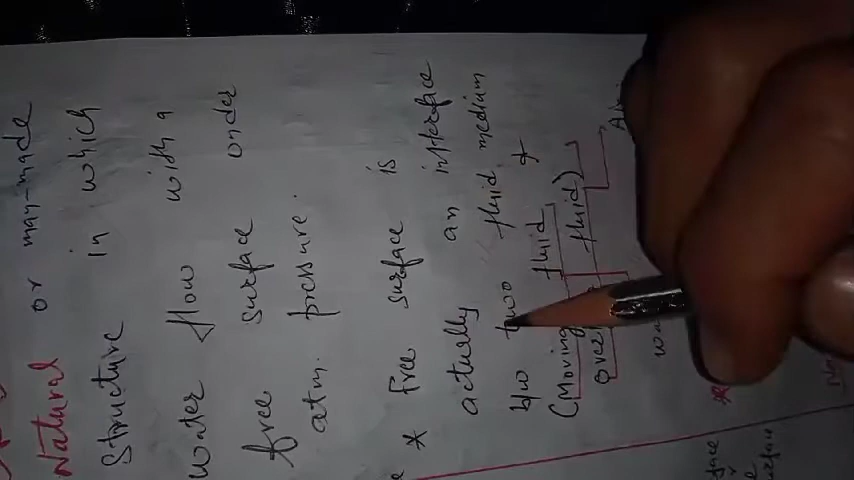 Natural or man-made
Structure in which
Water flow with a
free surface under
atm. pressure.
* Free surface is
actually an interface
b/w two fluid medium
(Moving fluid +
over fluid)